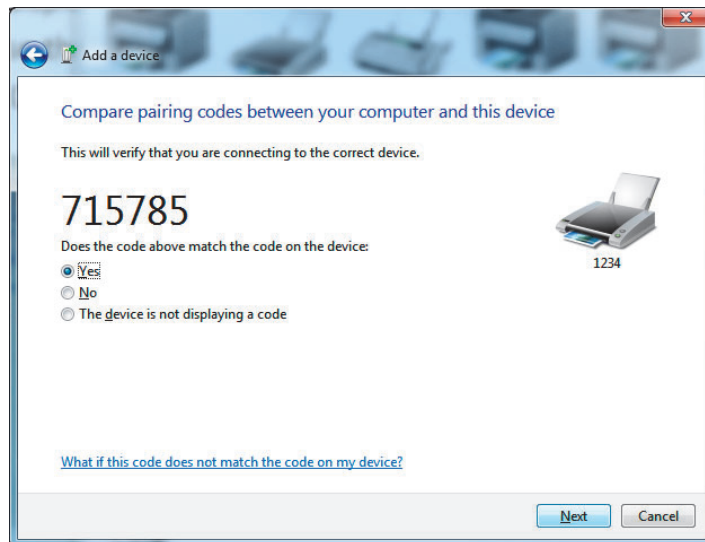 Add a device
Compare pairing codes between your computer and this device
This will verify that you are connecting to the correct device.
715785
Does the code above match the code on the device:
1234
Yes
No
The device is not displaying a code
What if this code does not match the code on my device?
Next
Cancel